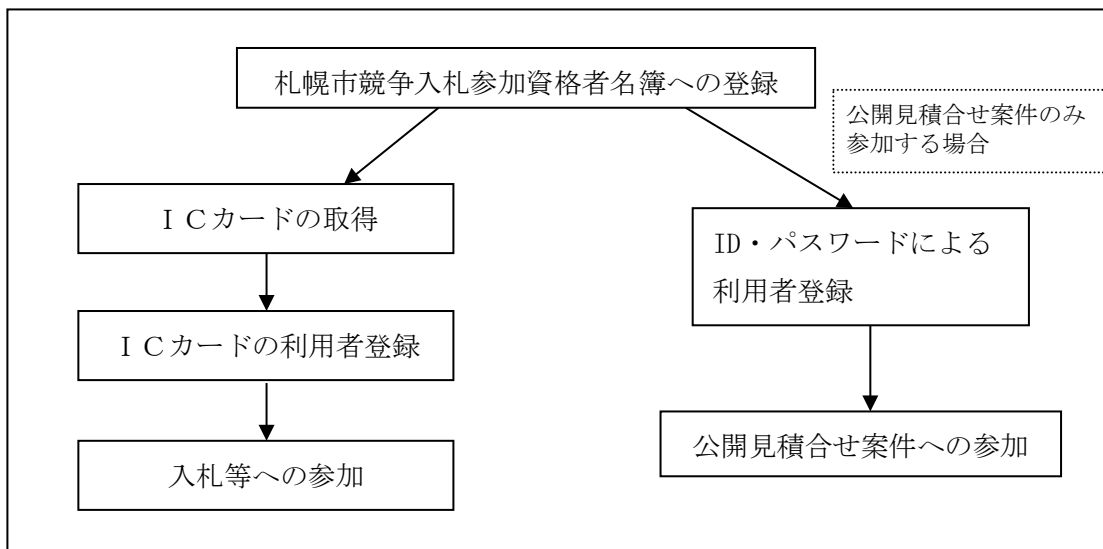 札幌市競争入札参加資格者名簿への登録
公開見積合せ案件のみ
参加する場合
ＩＣカードの取得
ID・パスワードによる
利用者登録
ＩＣカードの利用者登録
公開見積合せ案件への参加
入札等への参加